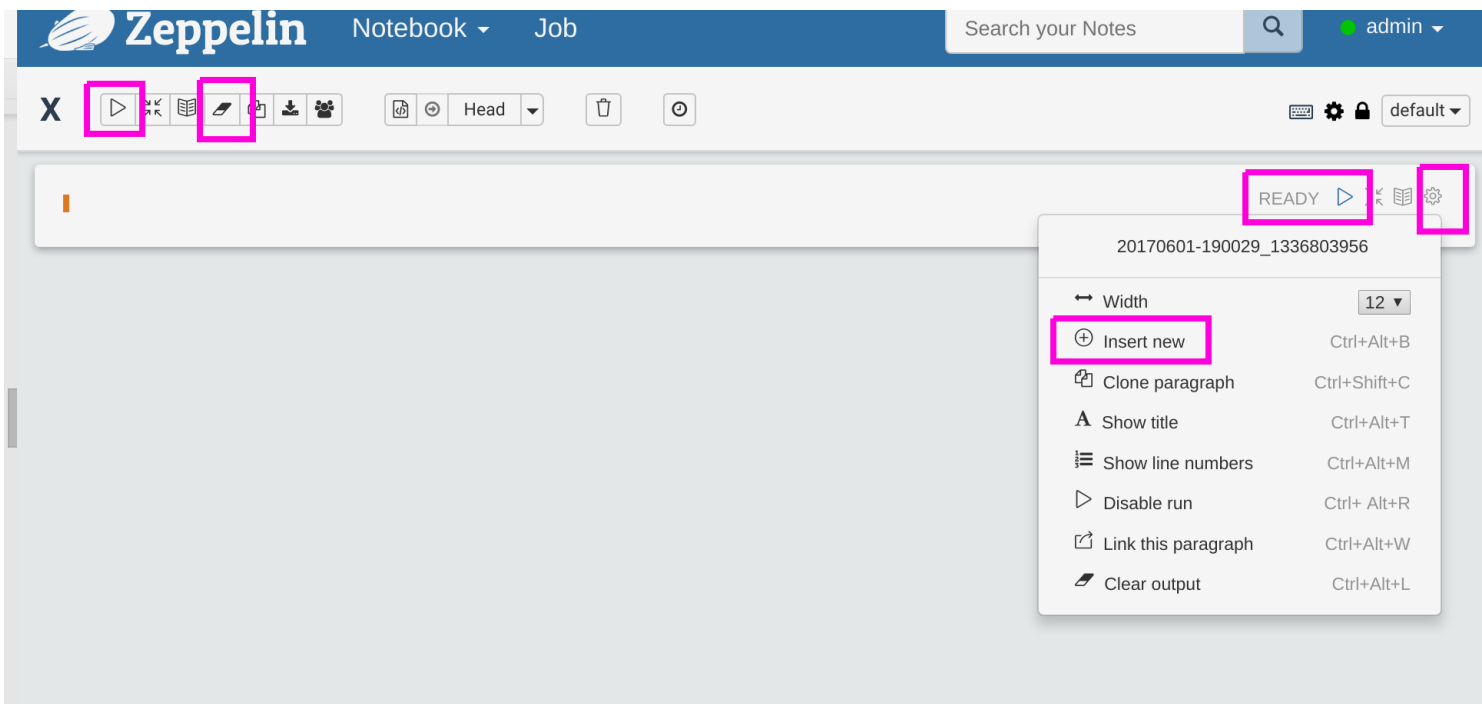 Zeppelin Notebook Job Search your Notes admin
X Head default
READY
20170601-190029_1336803956
Width 12
Insert new Ctrl+Alt+B
Clone paragraph Ctrl+Shift+C
Show title Ctrl+Alt+T
Show line numbers Ctrl+Alt+M
Disable run Ctrl+ Alt+R
Link this paragraph Ctrl+Alt+W
Clear output Ctrl+Alt+L